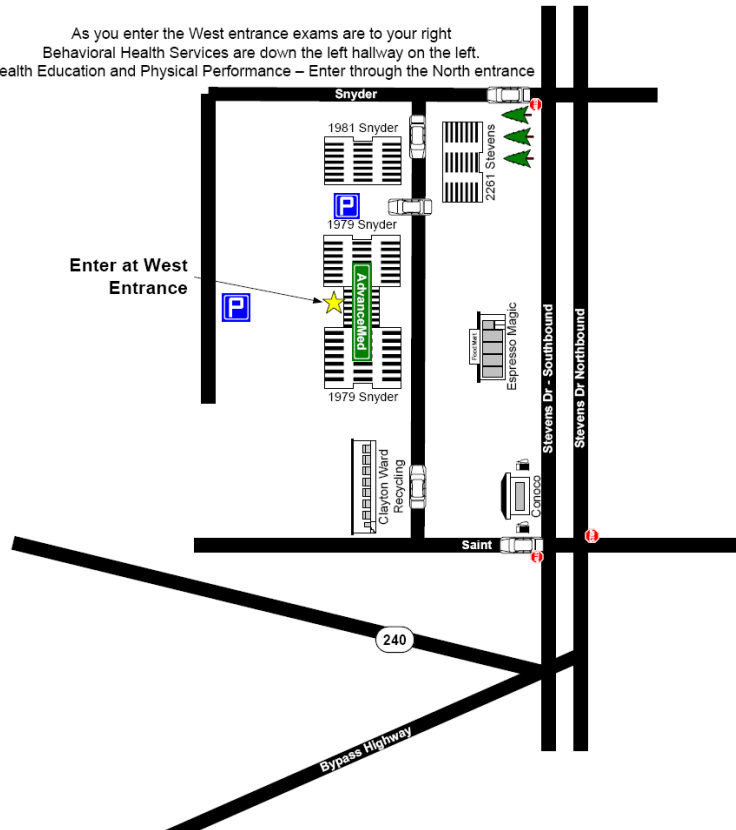 As you enter the West entrance exams are to your right
Behavioral Health Services are down the left hallway on the left.
ealth Education and Physical Performance – Enter through the North entrance
Snyder
1981 Snyder
2261 Stevens
P
1979 Snyder
Enter at West
Entrance
P
AdvanceMed
Food Mart
Espresso Magic
Stevens Dr - Southbound
Stevens Dr Northbound
1979 Snyder
Clayton Ward
Recycling
Conoco
Saint
240
Bypass Highway